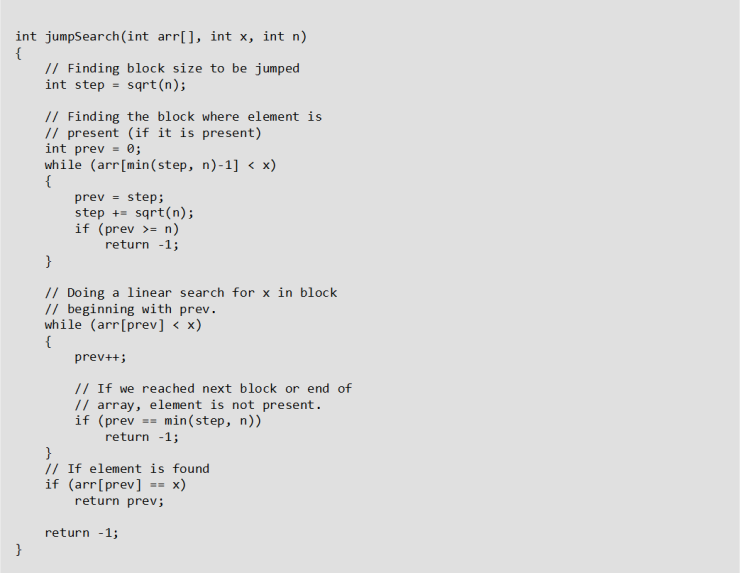 int jumpSearch(int arr[], int x, int n)
{
    // Finding block size to be jumped
    int step = sqrt(n);

    // Finding the block where element is
    // present (if it is present)
    int prev = 0;
    while (arr[min(step, n)-1] < x)
    {
        prev = step;
        step += sqrt(n);
        if (prev >= n)
            return -1;
    }

    // Doing a linear search for x in block
    // beginning with prev.
    while (arr[prev] < x)
    {
        prev++;

        // If we reached next block or end of
        // array, element is not present.
        if (prev == min(step, n))
            return -1;
    }
    // If element is found
    if (arr[prev] == x)
        return prev;

    return -1;
}